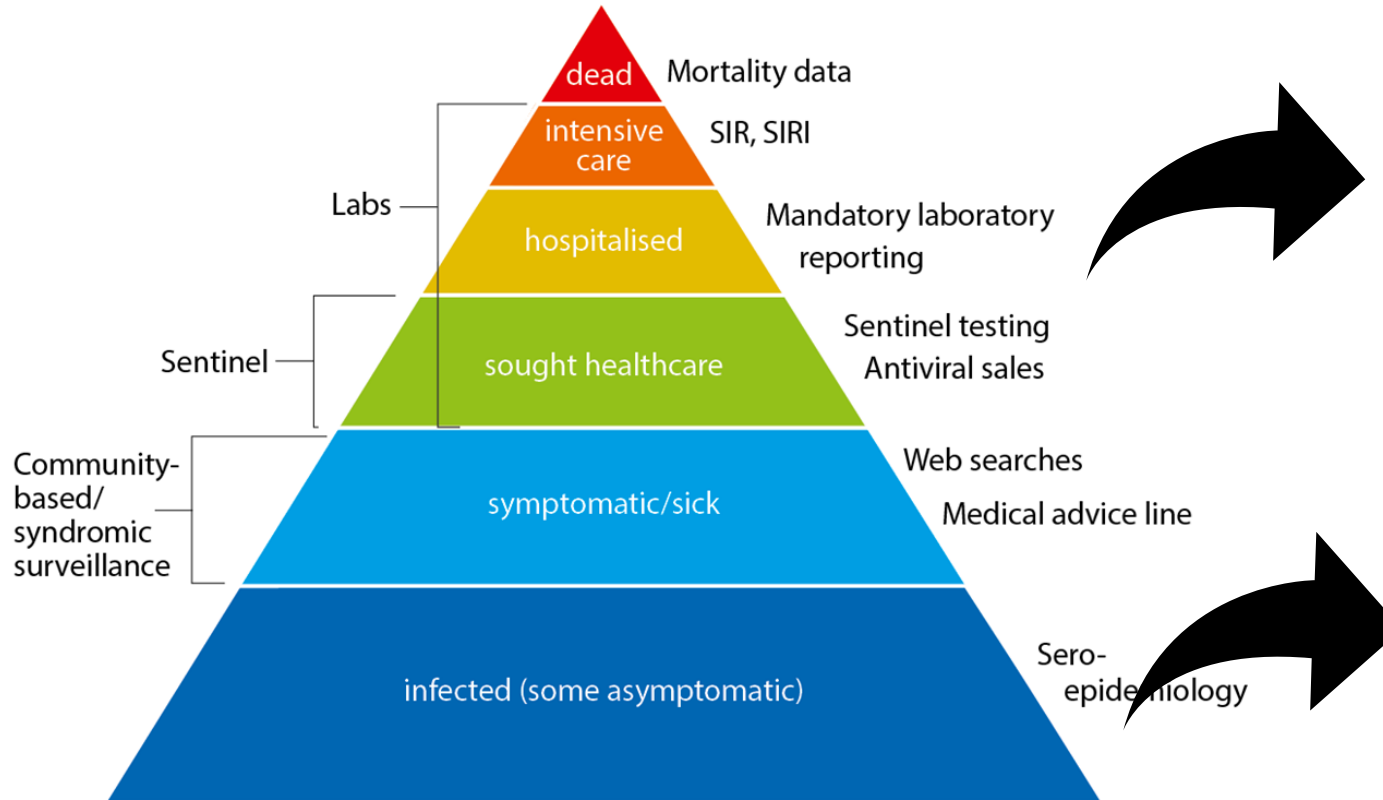 dead
Mortality data
intensive
care
SIR, SIRI
Labs
hospitalised
Mandatory laboratory
reporting
Sentinel
sought healthcare
Sentinel testing
Antiviral sales
Community-
based/
syndromic
surveillance
symptomatic/sick
Web searches
Medical advice line
infected (some asymptomatic)
Sero-
epidemiology